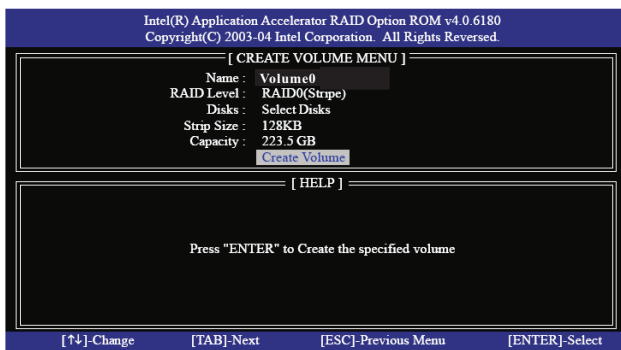 Intel(R) Application Accelerator RAID Option ROM v4.0.6180
Copyright(C) 2003-04 Intel Corporation. All Rights Reversed.
[ CREATE VOLUME MENU ]
Name : Volume0
RAID Level : RAID0(Stripe)
Disks : Select Disks
Strip Size : 128KB
Capacity : 223.5 GB
Create Volume
[ HELP ]
Press "ENTER" to Create the specified volume
[↑↓]-Change [TAB]-Next [ESC]-Previous Menu [ENTER]-Select